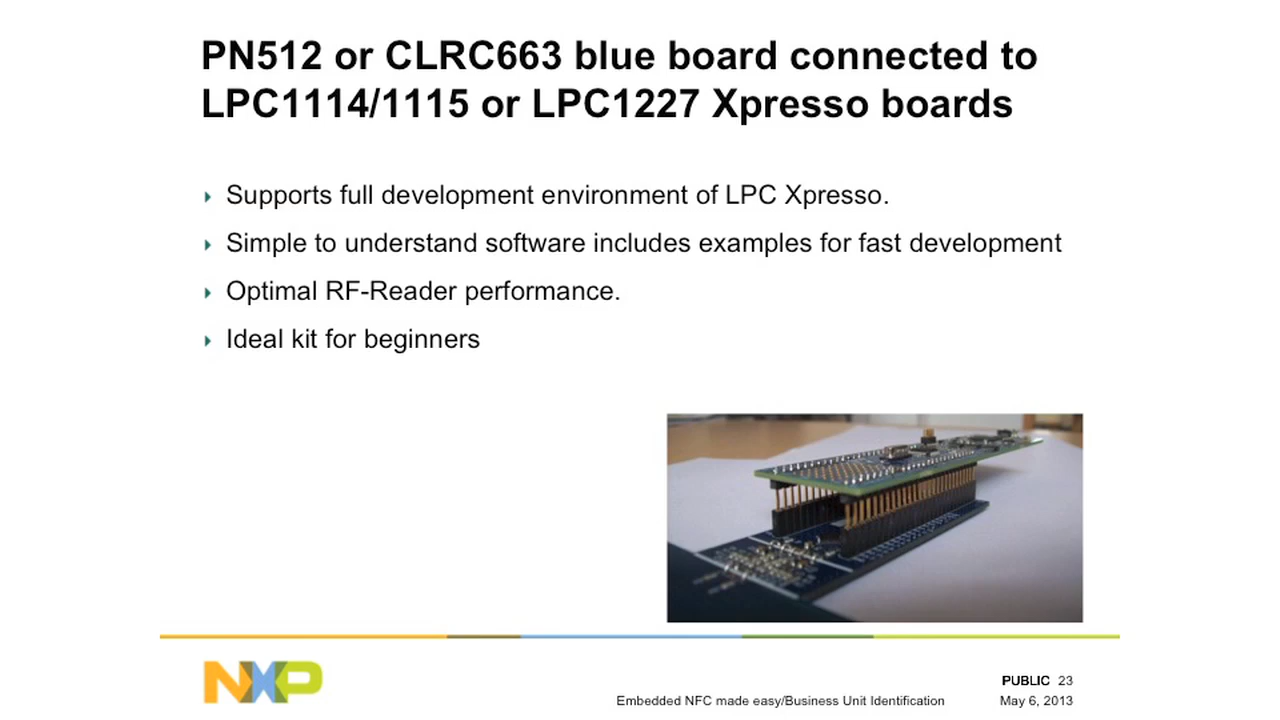 PN512 or CLRC663 blue board connected to
LPC1114/1115 or LPC1227 Xpresso boards
Supports full development environment of LPC Xpresso.
Simple to understand software includes examples for fast development
Optimal RF-Reader performance.
Ideal kit for beginners
NXP
PUBLIC 23
Embedded NFC made easy/Business Unit Identification
May 6, 2013